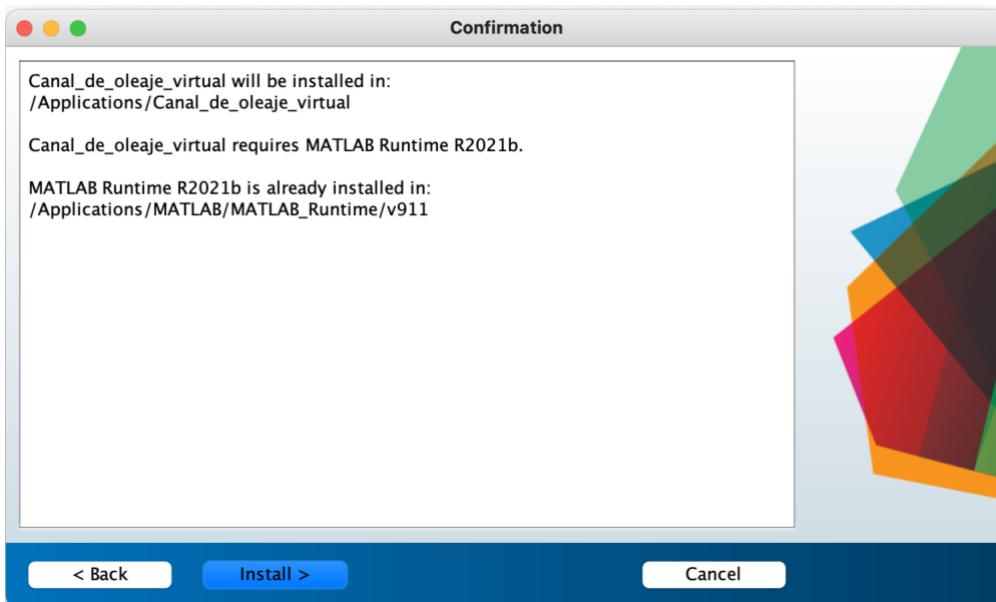 Confirmation
Canal_de_oleaje_virtual will be installed in:
/Applications/Canal_de_oleaje_virtual
Canal_de_oleaje_virtual requires MATLAB Runtime R2021b.
MATLAB Runtime R2021b is already installed in:
/Applications/MATLAB/MATLAB_Runtime/v911
< Back
Install >
Cancel